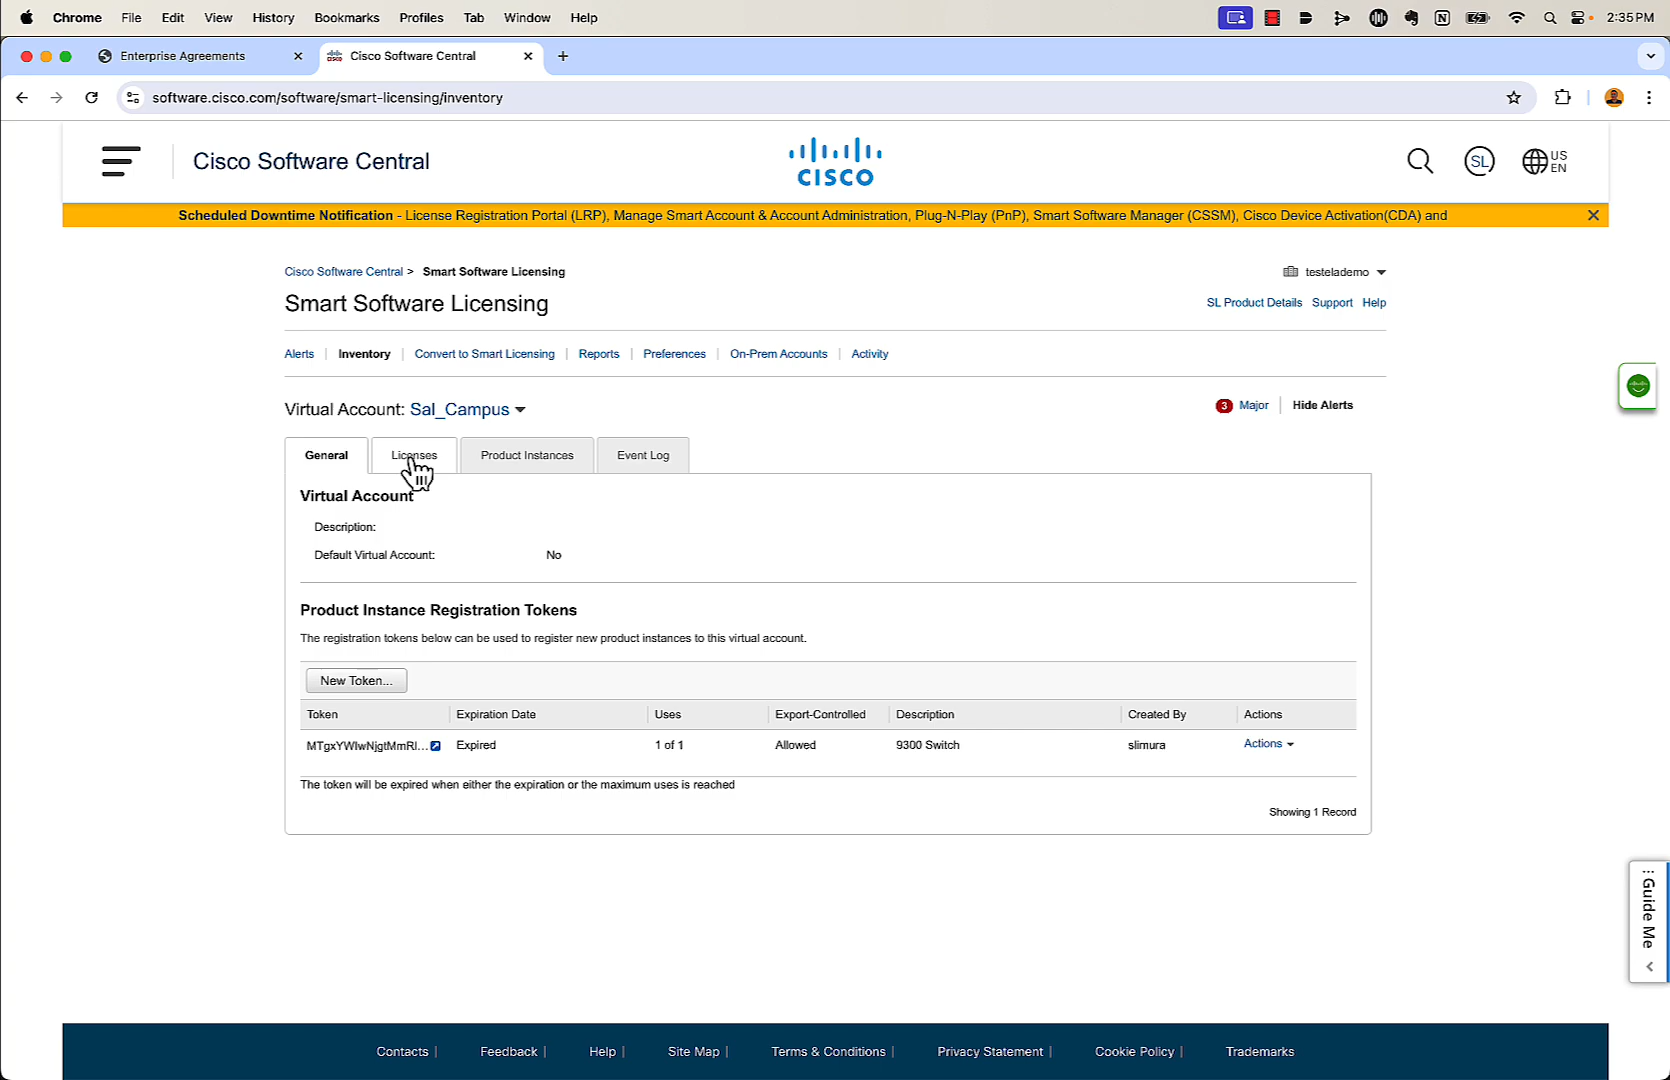 Chrome File Edit View History Bookmarks Profiles Tab Window Help 2:35 PM
Enterprise Agreements
Cisco Software Central
software.cisco.com/software/smart-licensing/inventory
Cisco Software Central
CISCO
SL
US
EN
Scheduled Downtime Notification - License Registration Portal (LRP), Manage Smart Account & Account Administration, Plug-N-Play (PnP), Smart Software Manager (CSSM), Cisco Device Activation(CDA) and
Cisco Software Central > Smart Software Licensing
testelademo
Smart Software Licensing
SL Product Details Support Help
Alerts | Inventory | Convert to Smart Licensing | Reports | Preferences | On-Prem Accounts | Activity
Virtual Account: Sal_Campus
3 Major | Hide Alerts
General Licenses Product Instances Event Log
Virtual Account
Description:
Default Virtual Account: No
Product Instance Registration Tokens
The registration tokens below can be used to register new product instances to this virtual account.
New Token...
Token Expiration Date Uses Export-Controlled Description Created By Actions
Expired 1 of 1 Allowed 9300 Switch slimura Actions
The token will be expired when either the expiration or the maximum uses is reached
Showing 1 Record
Guide Me
Contacts | Feedback | Help | Site Map | Terms & Conditions | Privacy Statement | Cookie Policy | Trademarks